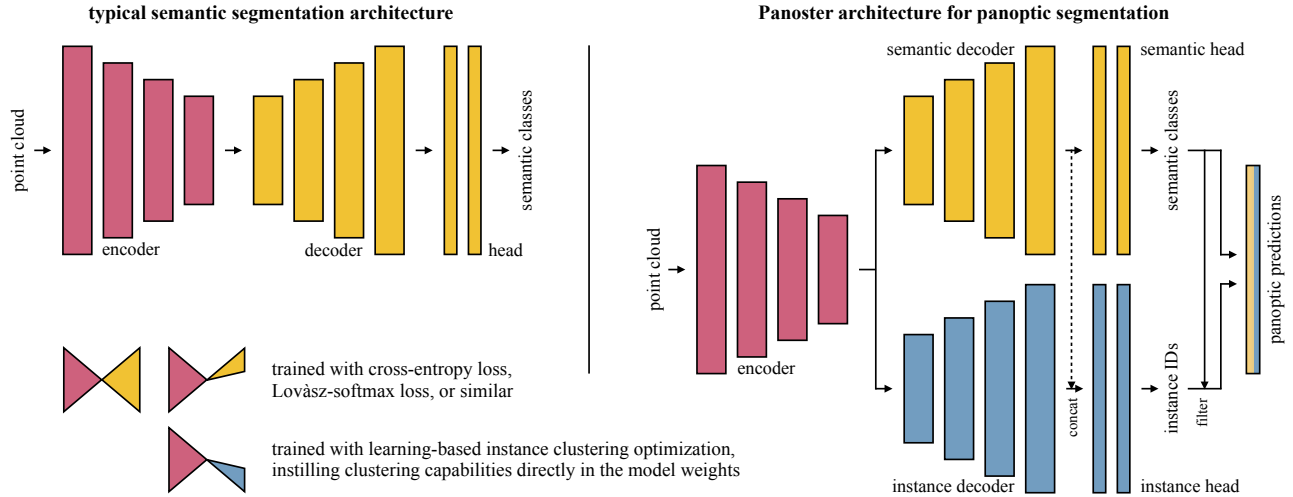 typical semantic segmentation architecture
point cloud
encoder
decoder
head
semantic classes
trained with cross-entropy loss,
Lovàsz-softmax loss, or similar
trained with learning-based instance clustering optimization,
instilling clustering capabilities directly in the model weights
Panoster architecture for panoptic segmentation
semantic decoder
semantic head
point cloud
encoder
semantic classes
concat
instance IDs
filter
panoptic predictions
instance decoder
instance head